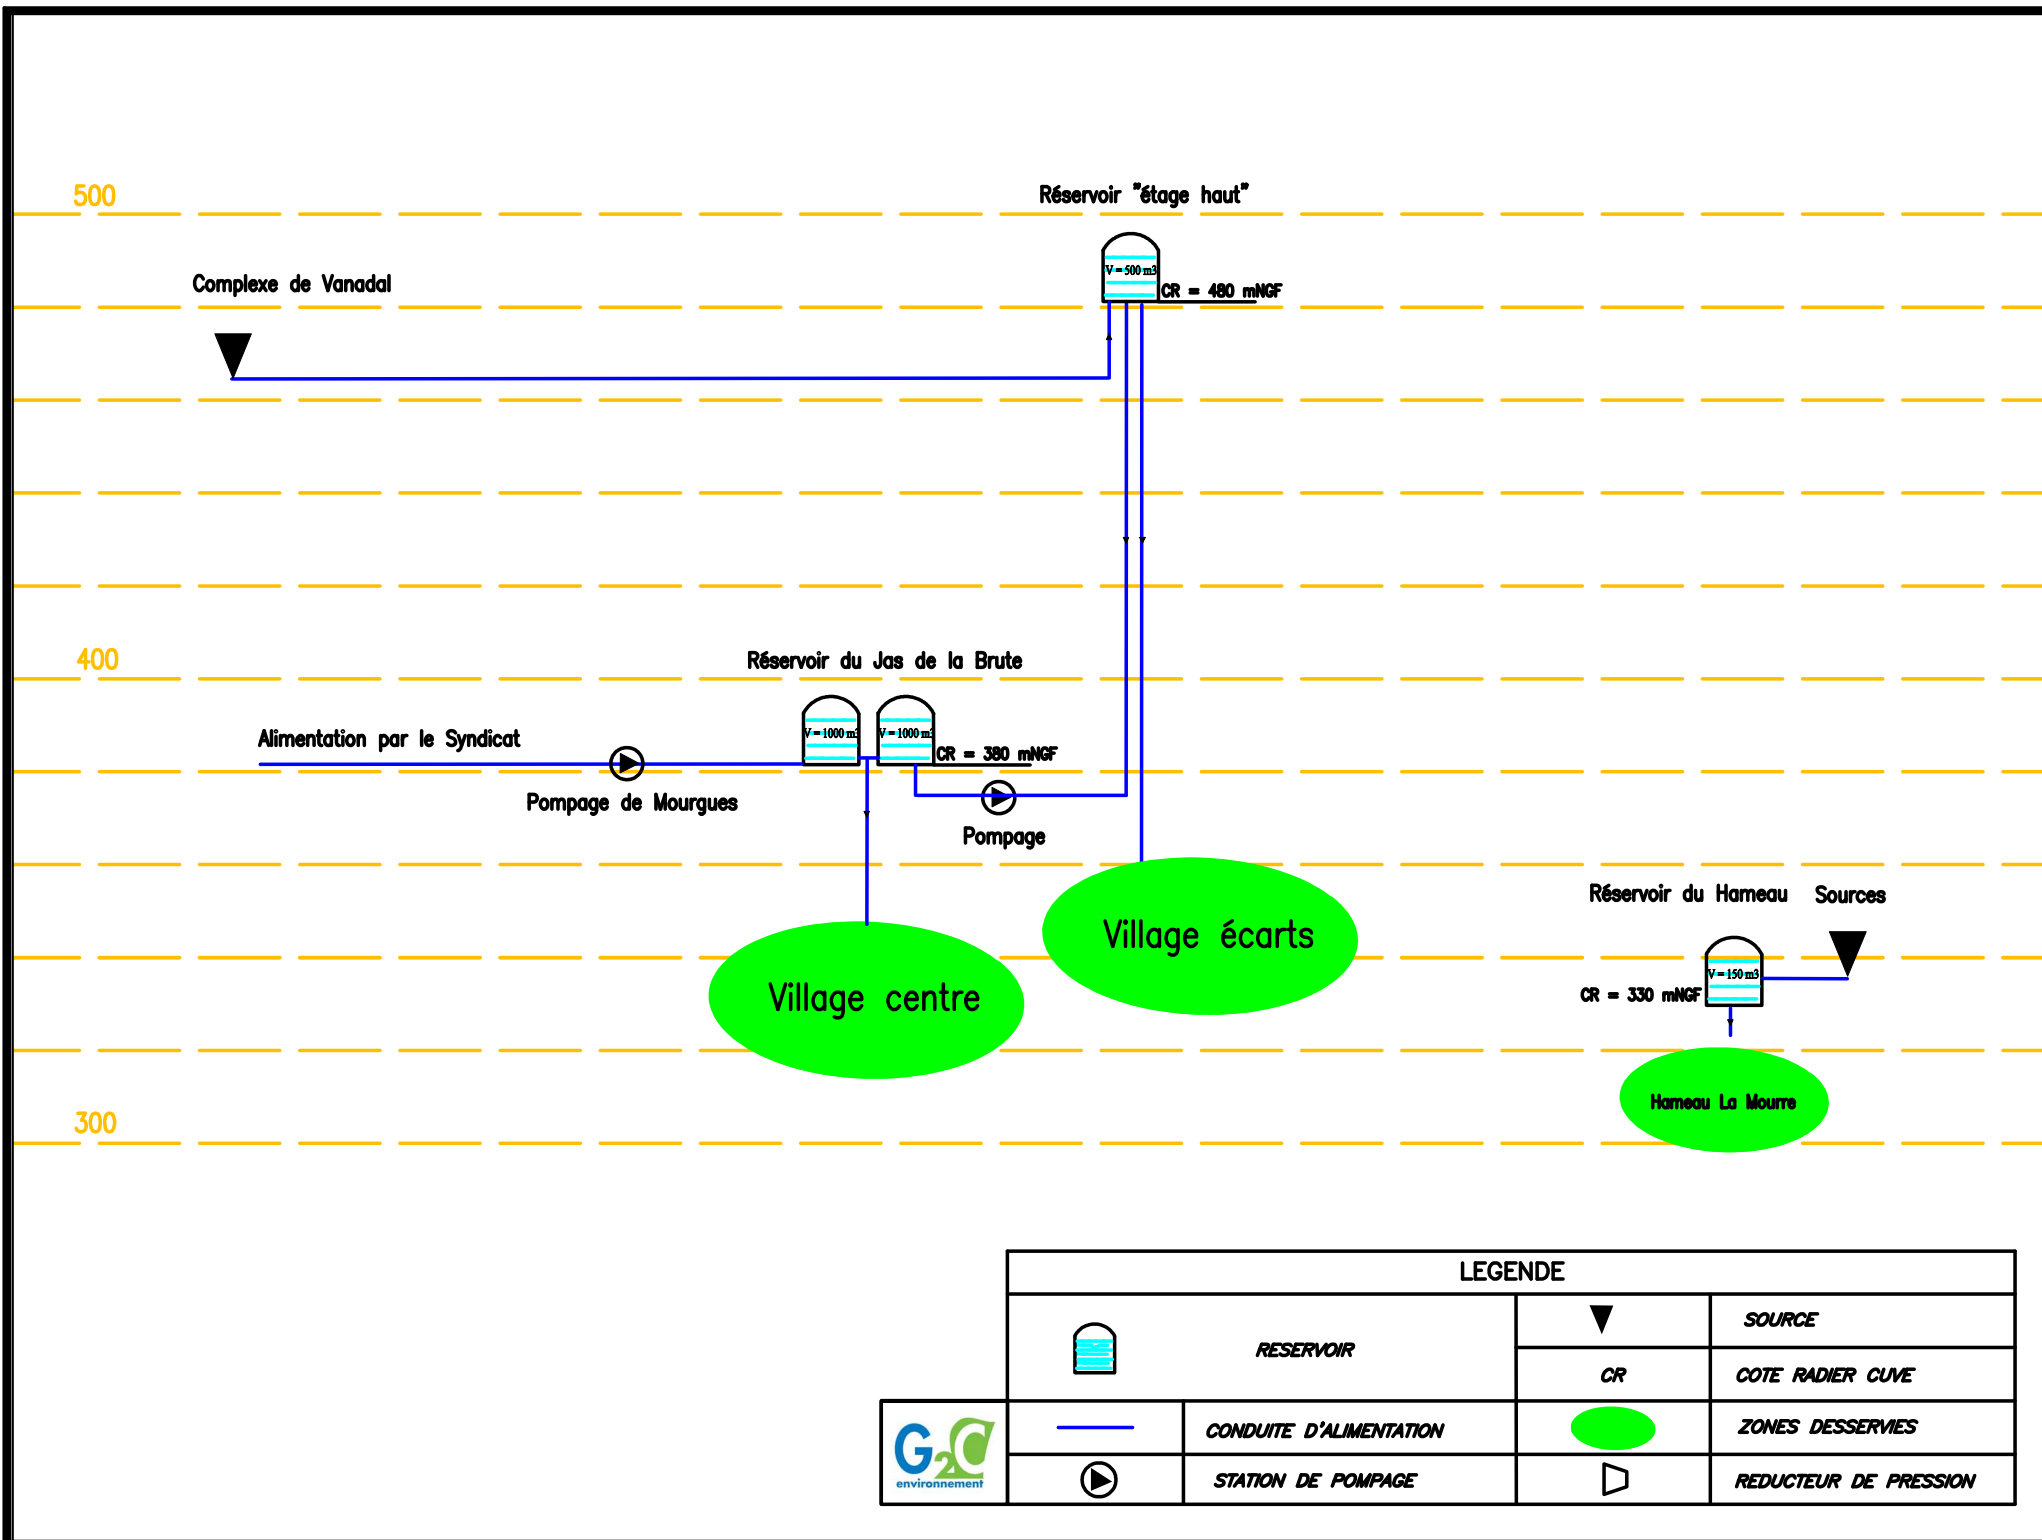 500
Réservoir "étage haut"
Complexe de Vanadal
V = 500 m3
CR = 480 mNGF
400
Réservoir du Jas de la Brute
Alimentation par le Syndicat
V = 1000 m3
V = 1000 m3
CR = 380 mNGF
Pompage de Mourgues
Pompage
Réservoir du Hameau
Sources
Village écarts
V = 150 m3
CR = 330 mNGF
Village centre
Hameau La Mourre
300
LEGENDE
RESERVOIR
SOURCE
CR
COTE RADIER CUVE
CONDUITE D'ALIMENTATION
ZONES DESSERVIES
STATION DE POMPAGE
REDUCTEUR DE PRESSION
G2C
environnement